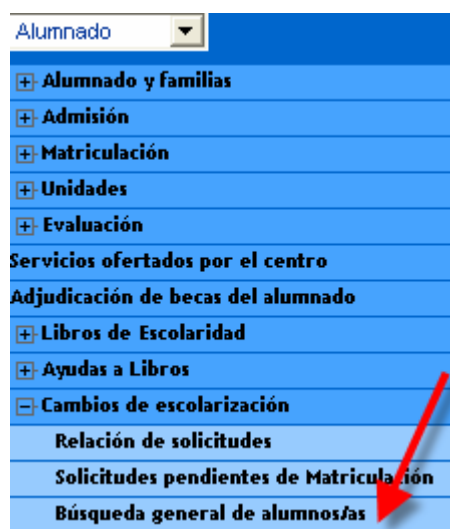 Alumnado
Alumnado y familias
Admisión
Matriculación
Unidades
Evaluación
Servicios ofertados por el centro
Adjudicación de becas del alumnado
Libros de Escolaridad
Ayudas a Libros
Cambios de escolarización
Relación de solicitudes
Solicitudes pendientes de Matriculación
Búsqueda general de alumnos/as